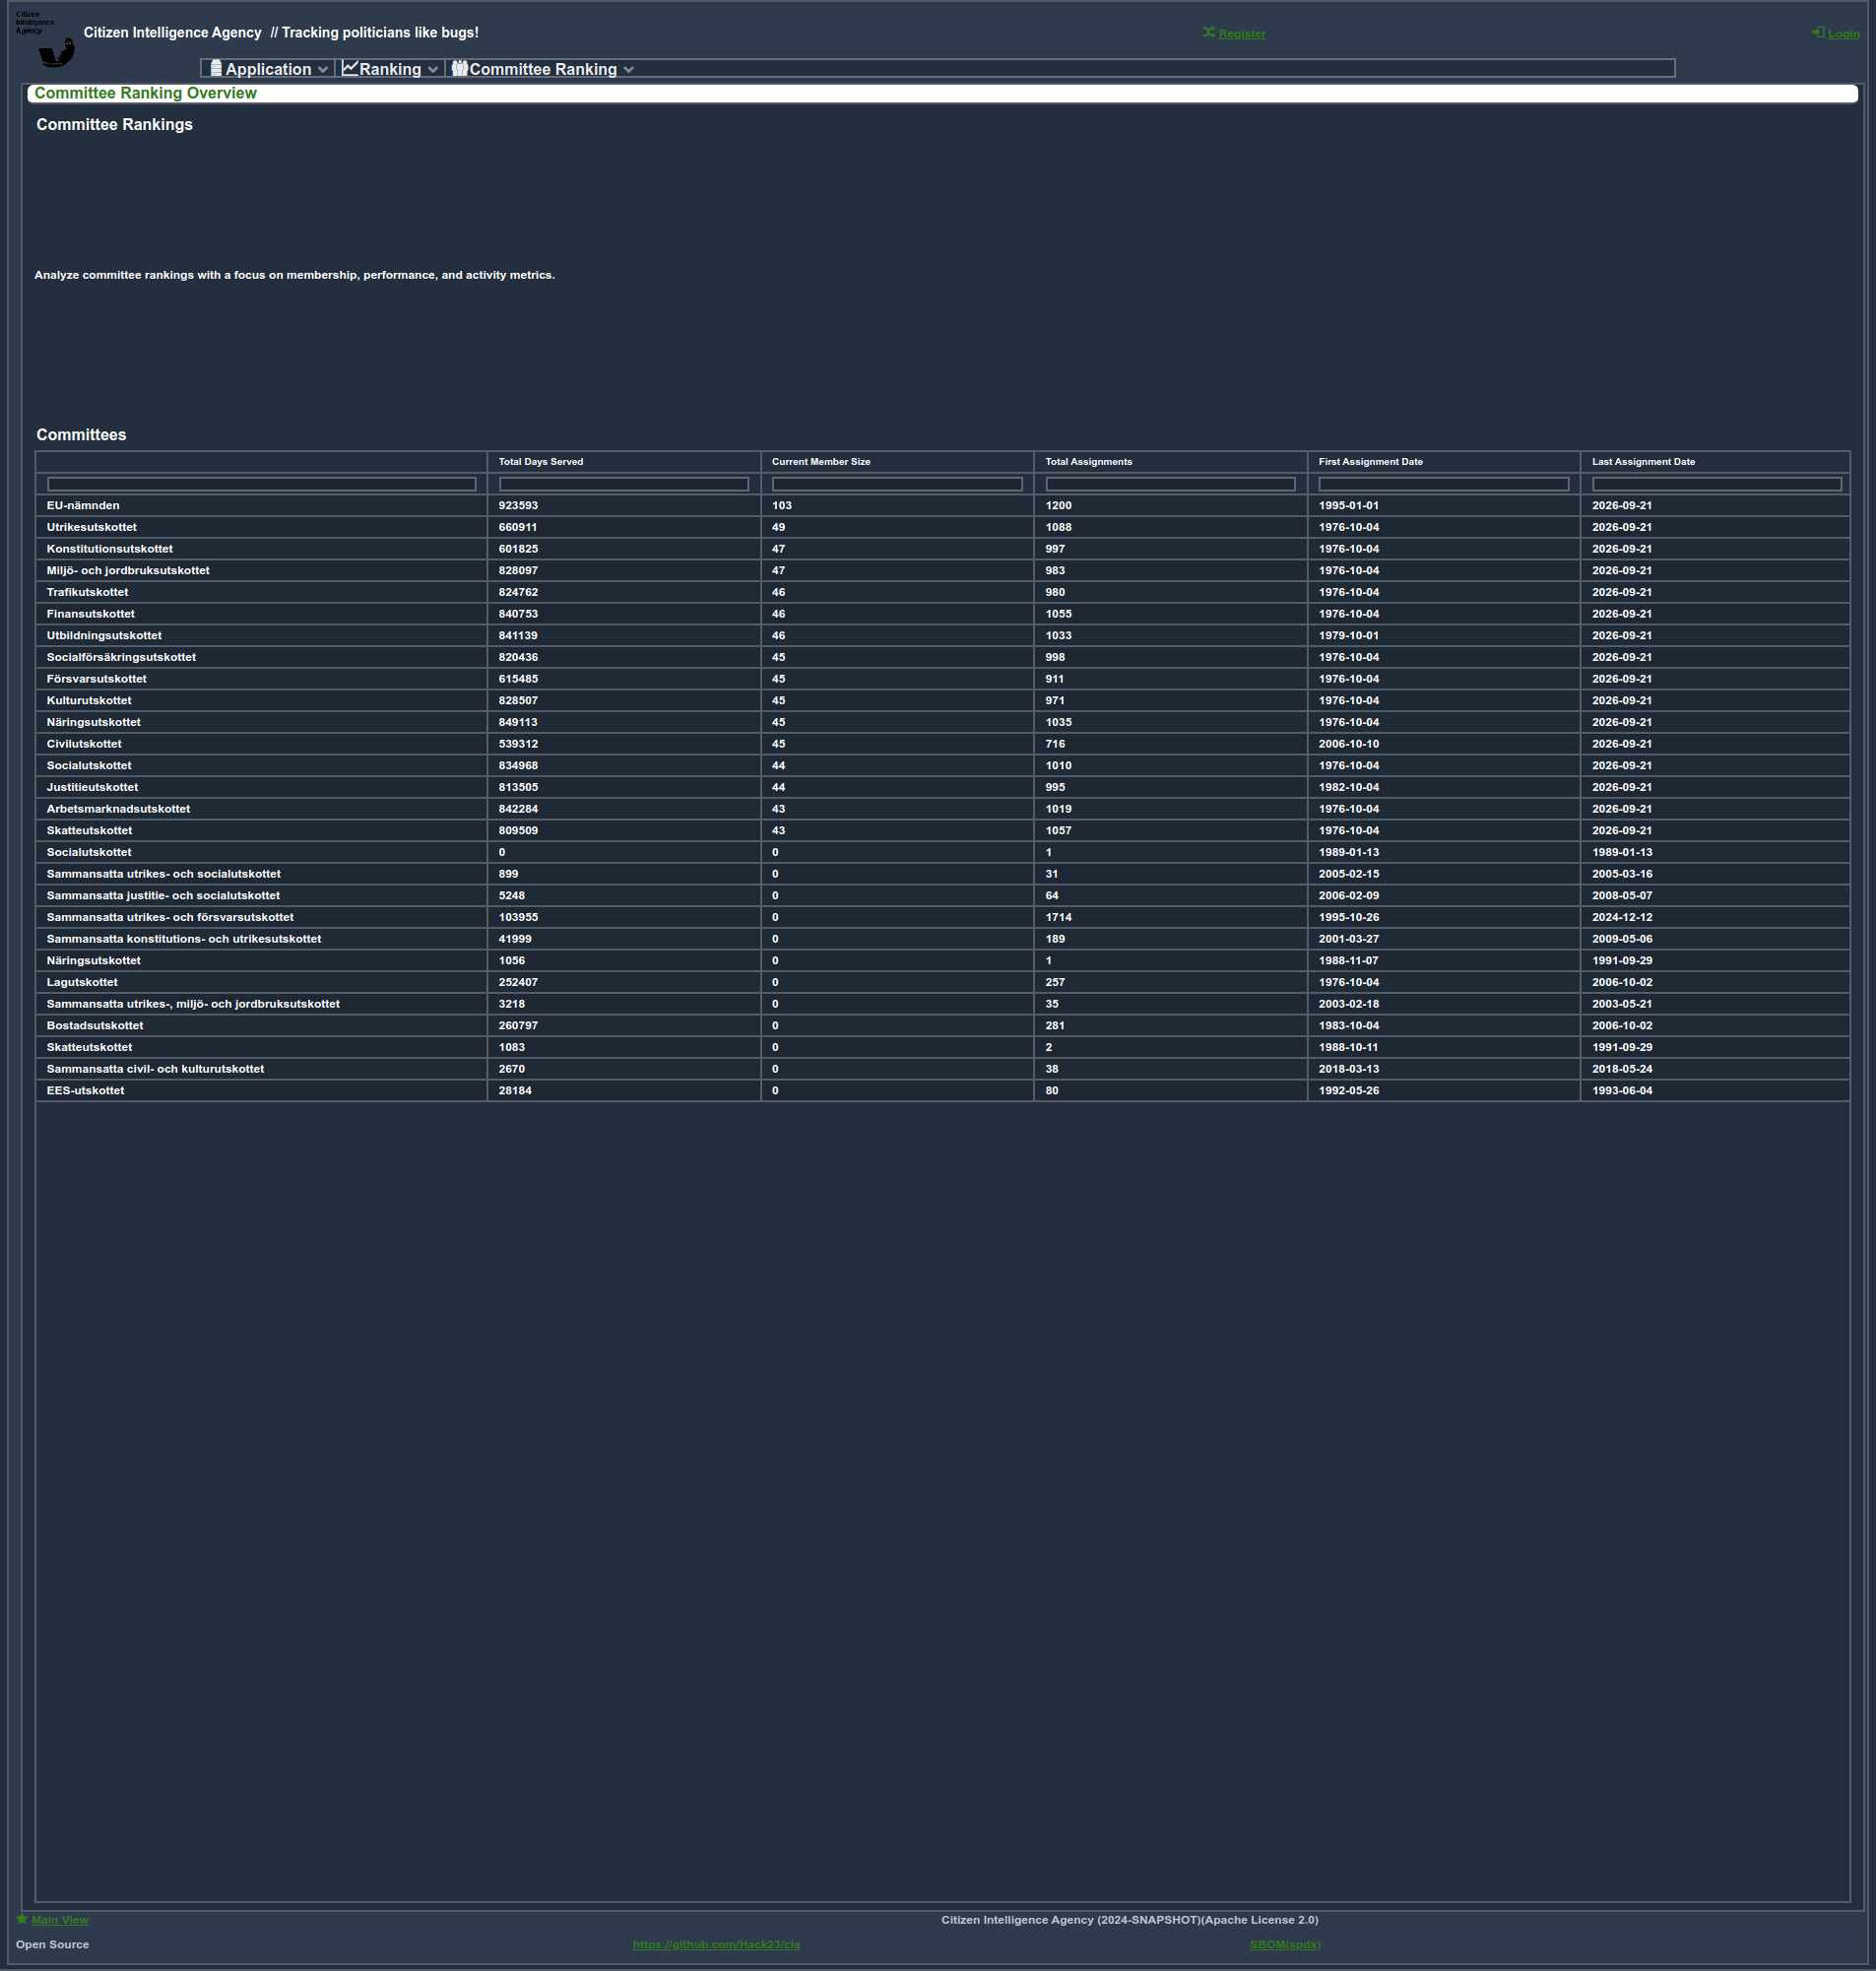 Citizen
Intelligence
Agency
Citizen Intelligence Agency // Tracking politicians like bugs!
Register
Login
Application Ranking Committee Ranking
Committee Ranking Overview
Committee Rankings
Analyze committee rankings with a focus on membership, performance, and activity metrics.
Committees
Total Days Served Current Member Size Total Assignments First Assignment Date Last Assignment Date
EU-nämnden 923593 103 1200 1995-01-01 2026-09-21
Utrikesutskottet 660911 49 1088 1976-10-04 2026-09-21
Konstitutionsutskottet 601825 47 997 1976-10-04 2026-09-21
Miljö- och jordbruksutskottet 828097 47 983 1976-10-04 2026-09-21
Trafikutskottet 824762 46 980 1976-10-04 2026-09-21
Finansutskottet 840753 46 1055 1976-10-04 2026-09-21
Utbildningsutskottet 841139 46 1033 1979-10-01 2026-09-21
Socialförsäkringsutskottet 820436 45 998 1976-10-04 2026-09-21
Försvarsutskottet 615485 45 911 1976-10-04 2026-09-21
Kulturutskottet 828507 45 971 1976-10-04 2026-09-21
Näringsutskottet 849113 45 1035 1976-10-04 2026-09-21
Civilutskottet 539312 45 716 2006-10-10 2026-09-21
Socialutskottet 834968 44 1010 1976-10-04 2026-09-21
Justitieutskottet 813505 44 995 1982-10-04 2026-09-21
Arbetsmarknadsutskottet 842284 43 1019 1976-10-04 2026-09-21
Skatteutskottet 809509 43 1057 1976-10-04 2026-09-21
Socialutskottet 0 0 1 1989-01-13 1989-01-13
Sammansatta utrikes- och socialutskottet 899 0 31 2005-02-15 2005-03-16
Sammansatta justitie- och socialutskottet 5248 0 64 2006-02-09 2008-05-07
Sammansatta utrikes- och försvarsutskottet 103955 0 1714 1995-10-26 2024-12-12
Sammansatta konstitutions- och utrikesutskottet 41999 0 189 2001-03-27 2009-05-06
Näringsutskottet 1056 0 1 1988-11-07 1991-09-29
Lagutskottet 252407 0 257 1976-10-04 2006-10-02
Sammansatta utrikes-, miljö- och jordbruksutskottet 3218 0 35 2003-02-18 2003-05-21
Bostadsutskottet 260797 0 281 1983-10-04 2006-10-02
Skatteutskottet 1083 0 2 1988-10-11 1991-09-29
Sammansatta civil- och kulturutskottet 2670 0 38 2018-03-13 2018-05-24
EES-utskottet 28184 0 80 1992-05-26 1993-06-04
Main View
Citizen Intelligence Agency (2024-SNAPSHOT)(Apache License 2.0)
Open Source
https://github.com/Hack23/cia
SBOM(spdx)